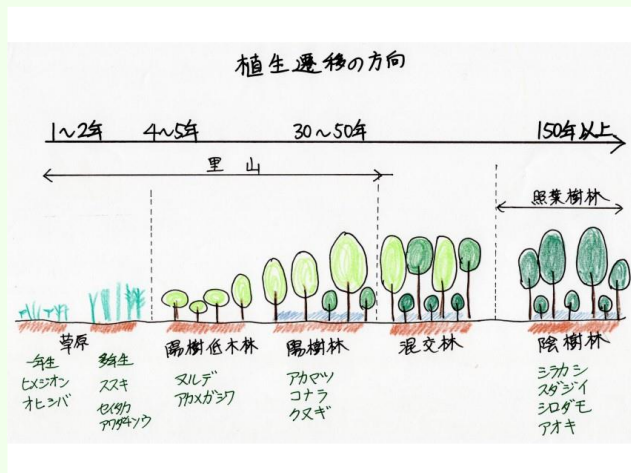 植生遷移の方向
1〜2年 4〜5年 30〜50年 150年以上
里山
照葉樹林
草原 陽樹低木林 陽樹林 混交林 陰樹林
一年生
ヒメジオン
オヒシバ
多年生
ススキ
セイタカ
アワダチソウ
ヌルデ
アカメガシワ
アカマツ
コナラ
クヌギ
シラカシ
スダジイ
シロダモ
アオキ